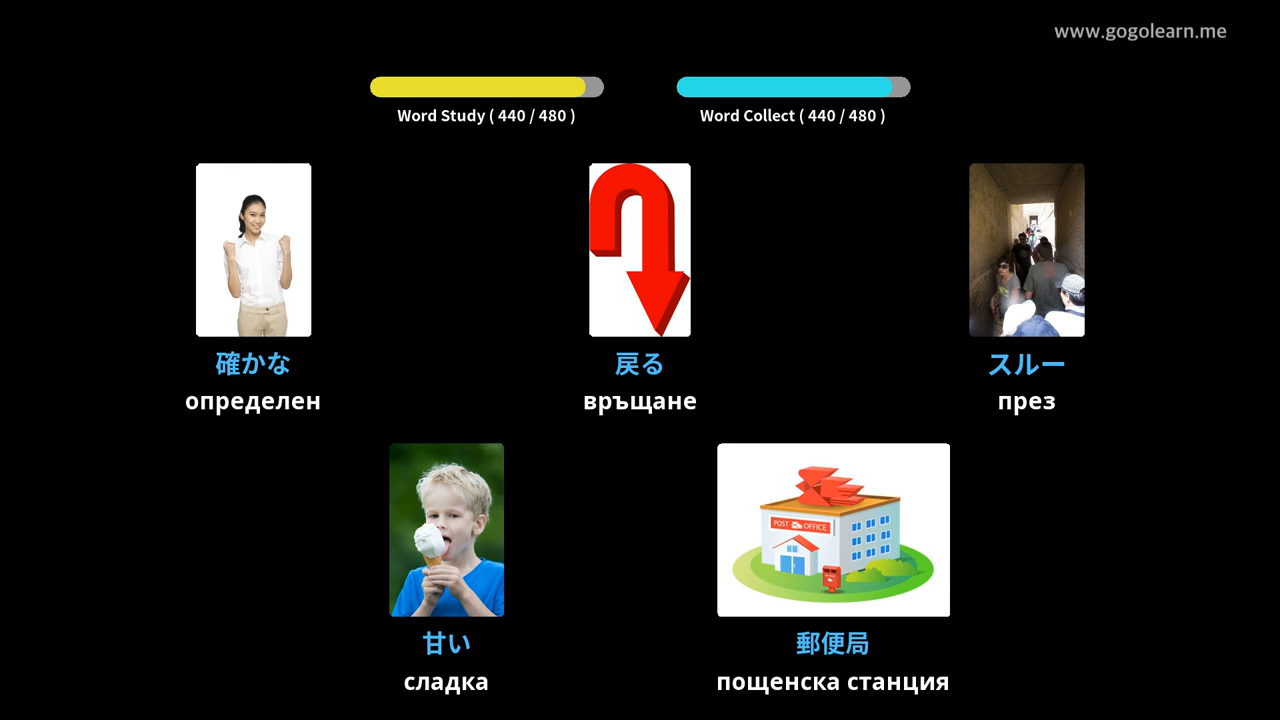 www.gogolearn.me
Word Study ( 440 / 480 )
Word Collect ( 440 / 480 )
確かな
определен
戻る
връщане
スルー
през
POST OFFICE
甘い
сладка
郵便局
пощенска станция